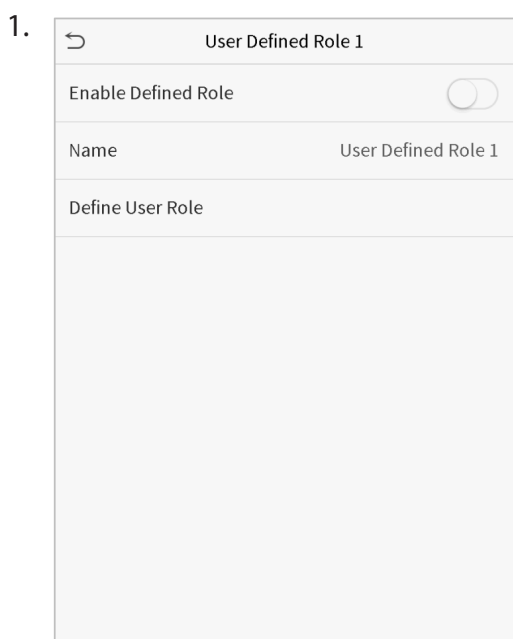 1.
User Defined Role 1
Enable Defined Role
Name User Defined Role 1
Define User Role